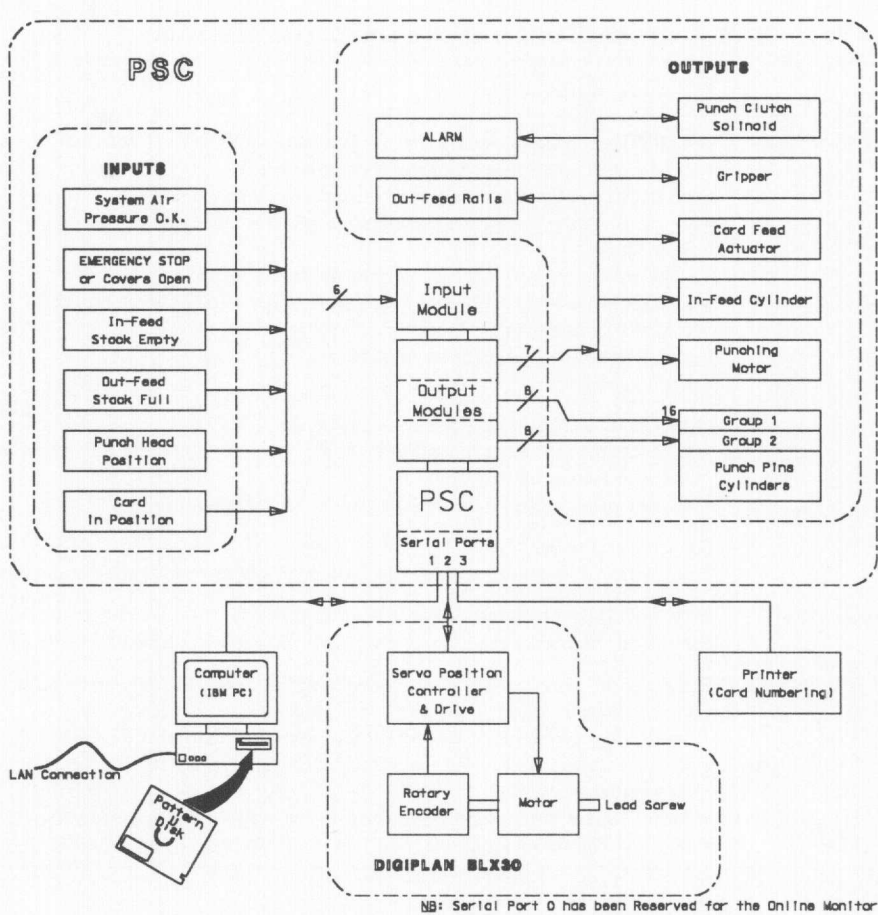 PSC
INPUTS
System Air
Pressure O.K.
EMERGENCY STOP
or Covers Open
In-Feed
Stack Empty
Out-Feed
Stack Full
Punch Head
Position
Card
In Position
6
Input
Module
Output
Modules
7
8
8
PSC
Serial Ports
1 2 3
OUTPUTS
ALARM
Out-Feed Rails
Punch Clutch
Solinoid
Gripper
Card Feed
Actuator
In-Feed Cylinder
Punching
Motor
16
Group 1
Group 2
Punch Pins
Cylinders
Computer
(IBM PC)
LAN Connection
Pattern
Disk
Servo Position
Controller
& Drive
Rotary
Encoder
Motor
Lead Screw
DIGIPLAN BLX30
Printer
(Card Numbering)
NB: Serial Port 0 has been Reserved for the Online Monitor